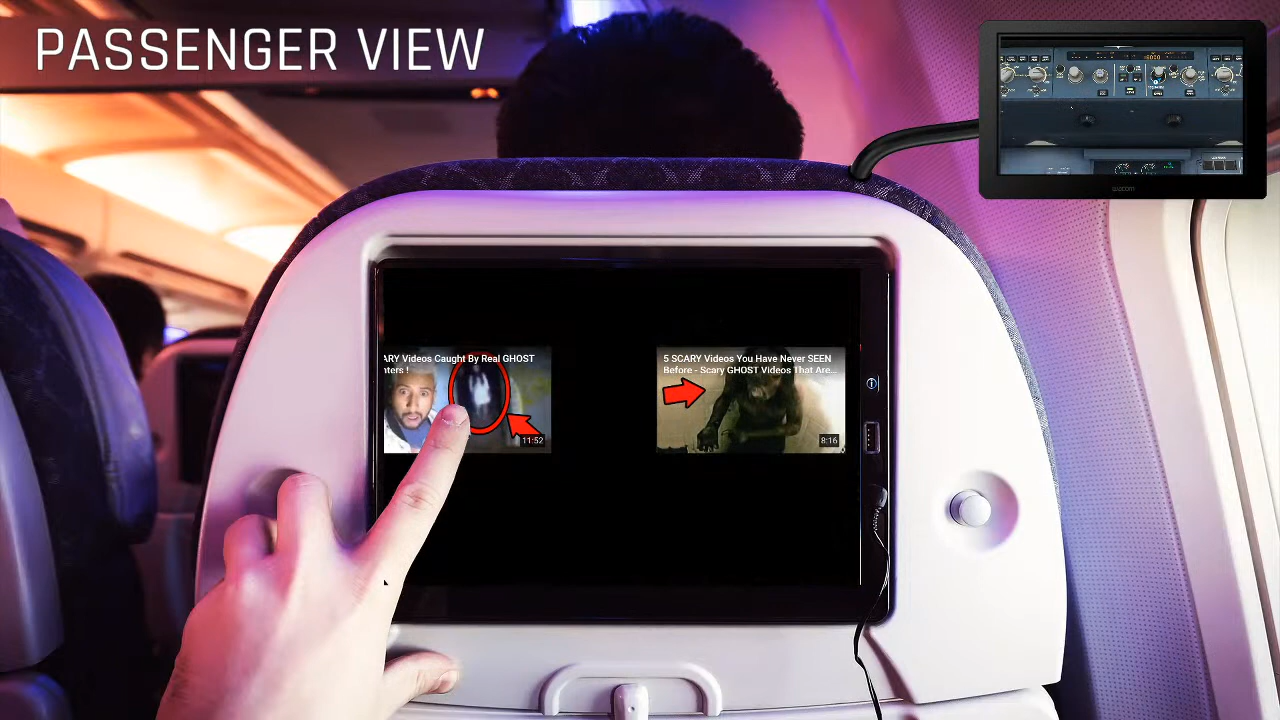 PASSENGER VIEW
ARY Videos Caught By Real GHOST
nters !
11:52
5 SCARY Videos You Have Never SEEN
Before - Scary GHOST Videos That Are...
8:16
wacom